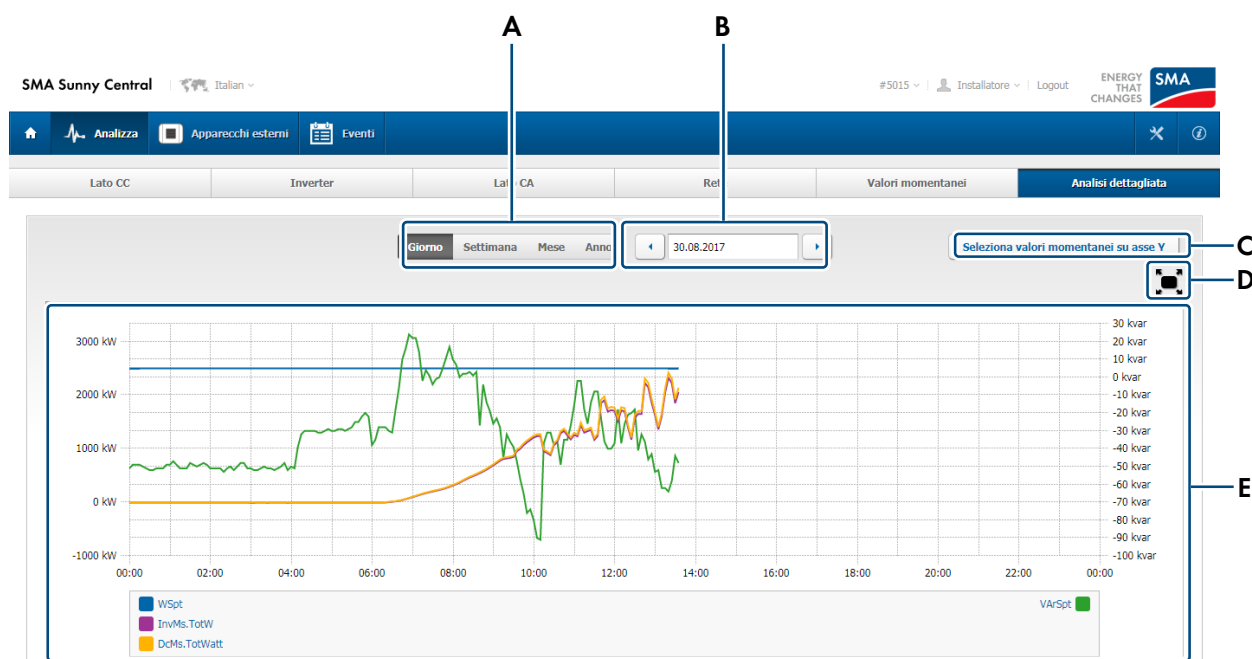 A B
SMA Sunny Central Italian #5015 Installatore Logout ENERGY THAT CHANGES SMA
Analizza Apparecchi esterni Eventi
Lato CC Inverter CA Valori momentanei Analisi dettagliata
Giorno Settimana Mese Anno 30.08.2017 Seleziona valori momentanei su asse Y C
D
30 kvar
3000 kW 20 kvar
10 kvar
0 kvar
2000 kW -10 kvar
-20 kvar
-30 kvar
1000 kW -40 kvar
-50 kvar
-60 kvar
0 kW -70 kvar
E
-80 kvar
-90 kvar
-1000 kW -100 kvar
00:00 02:00 04:00 06:00 08:00 10:00 12:00 14:00 16:00 18:00 20:00 22:00 00:00
WSpt VArSpt
InvMs.TotW
DcMs.TotWatt